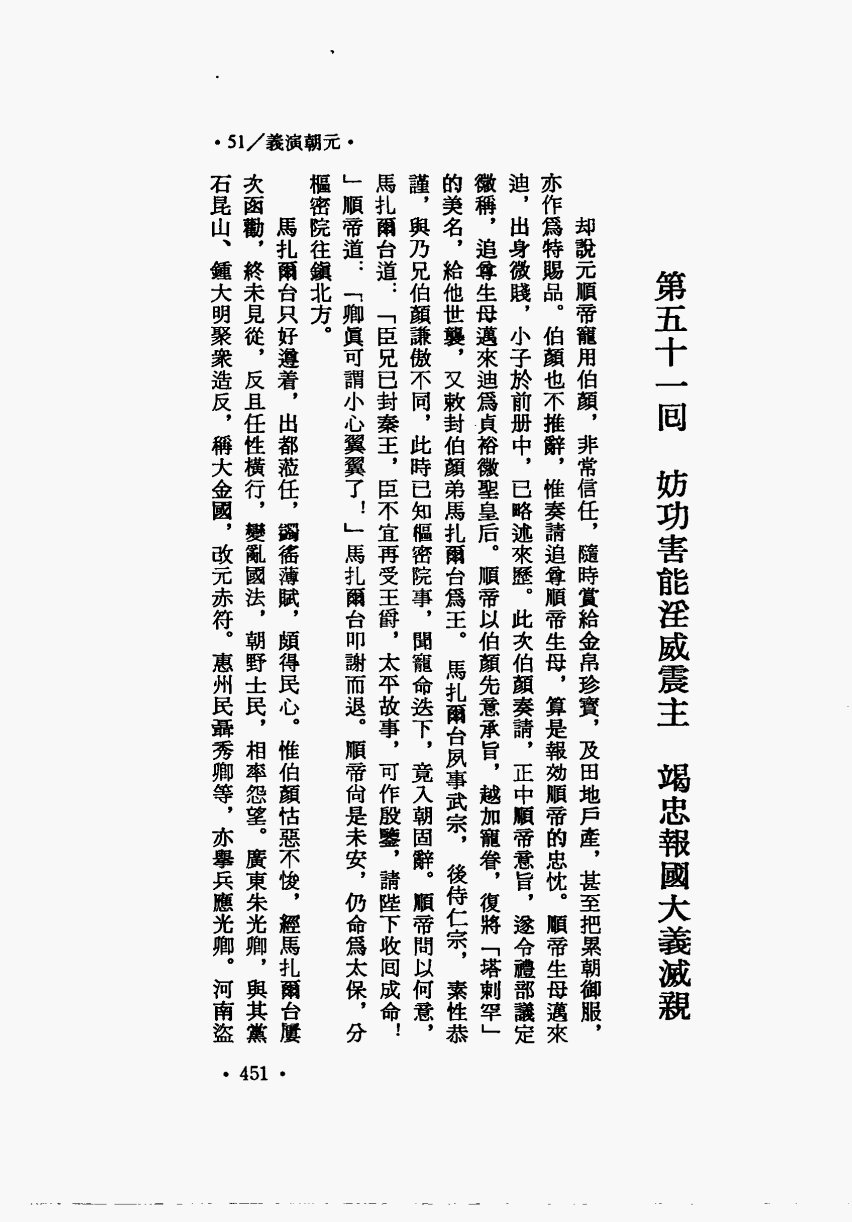 •51／義演朝元•
第五十一回　妨功害能淫威震主　竭忠報國大義滅親
却說元順帝寵用伯顏，非常信任，隨時賞給金帛珍寶，及田地戶產，甚至把累朝御服，
亦作爲特賜品。伯顏也不推辭，惟奏請追尊順帝生母，算是報効順帝的忠忱。順帝生母邁來
迪，出身微賤，小子於前册中，已略述來歷。此次伯顏奏請，正中順帝意旨，遂令禮部議定
徽稱，追尊生母邁來迪爲貞裕徽聖皇后。順帝以伯顏先意承旨，越加寵眷，復將「塔剌罕」
的美名，給他世襲，又敕封伯顏弟馬扎爾台爲王。馬扎爾台夙事武宗，後侍仁宗，素性恭
謹，與乃兄伯顏謙傲不同，此時已知樞密院事，聞寵命迭下，竟入朝固辭。順帝問以何意，
馬扎爾台道：「臣兄已封秦王，臣不宜再受王爵，太平故事，可作殷鑒，請陛下收回成命！
」順帝道：「卿眞可謂小心翼翼了！」馬扎爾台叩謝而退。順帝尙是未安，仍命爲太保，分
樞密院往鎭北方。
馬扎爾台只好遵着，出都蒞任，蠲徭薄賦，頗得民心。惟伯顏怙惡不悛，經馬扎爾台屢
次函勸，終未見從，反且任性橫行，變亂國法，朝野士民，相率怨望。廣東朱光卿，與其黨
石昆山、鍾大明聚衆造反，稱大金國，改元赤符。惠州民聶秀卿等，亦擧兵應光卿。河南盜
•451•